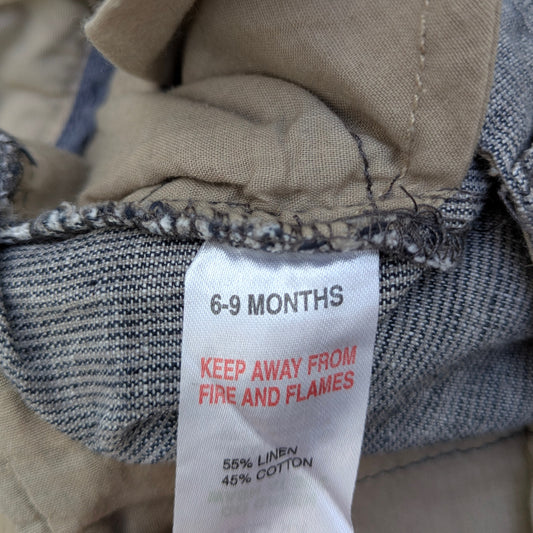 6-9 MONTHS
KEEP AWAY FROM
FIRE AND FLAMES
55% LINEN
45% COTTON